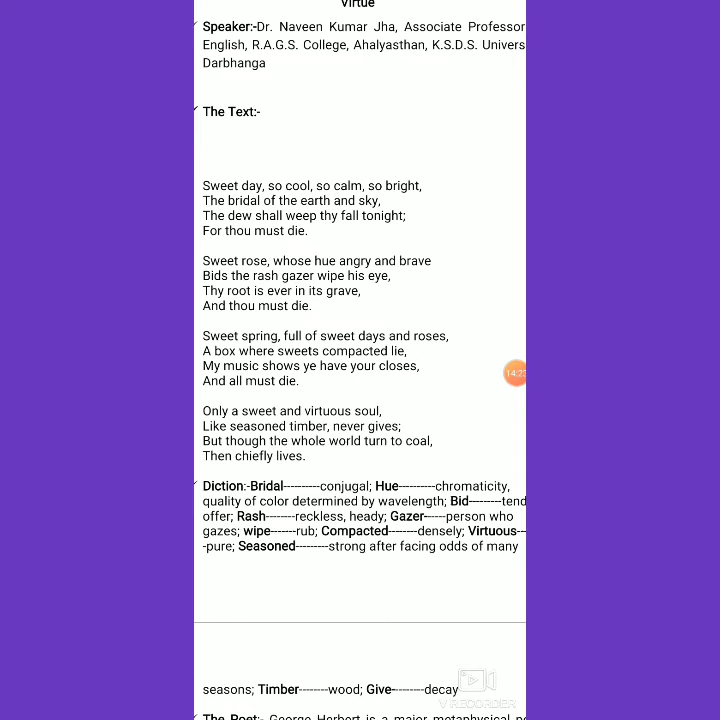 Virtue
Speaker:-Dr. Naveen Kumar Jha, Associate Professor
English, R.A.G.S. College, Ahalyasthan, K.S.D.S. Univers
Darbhanga
The Text:-
Sweet day, so cool, so calm, so bright,
The bridal of the earth and sky,
The dew shall weep thy fall tonight;
For thou must die.
Sweet rose, whose hue angry and brave
Bids the rash gazer wipe his eye,
Thy root is ever in its grave,
And thou must die.
Sweet spring, full of sweet days and roses,
A box where sweets compacted lie,
My music shows ye have your closes,
And all must die.
14:23
Only a sweet and virtuous soul,
Like seasoned timber, never gives;
But though the whole world turn to coal,
Then chiefly lives.
Diction:-Bridal----------conjugal; Hue----------chromaticity,
quality of color determined by wavelength; Bid---------tend
offer; Rash--------reckless, heady; Gazer------person who
gazes; wipe-------rub; Compacted--------densely; Virtuous---
-pure; Seasoned---------strong after facing odds of many
seasons; Timber--------wood; Give---------decay
V RECORDER
The Poet:- George Herbert is a major metaphysical